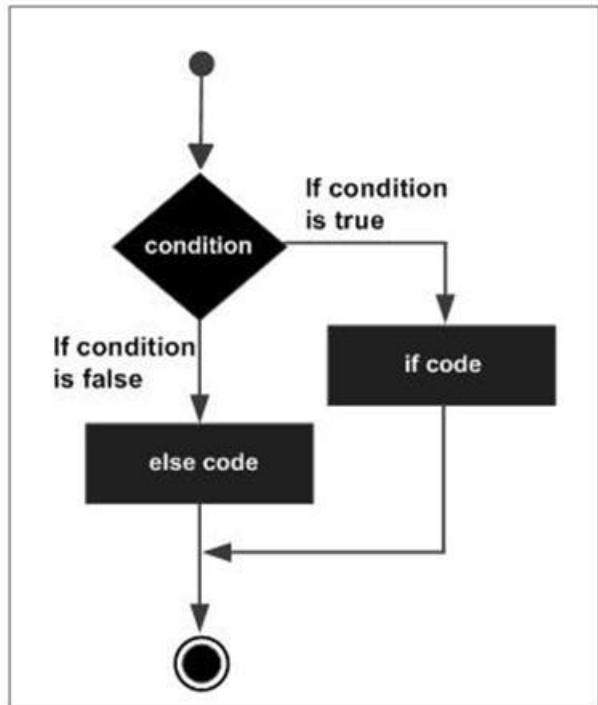 If condition
is true
condition
If condition
is false
if code
else code